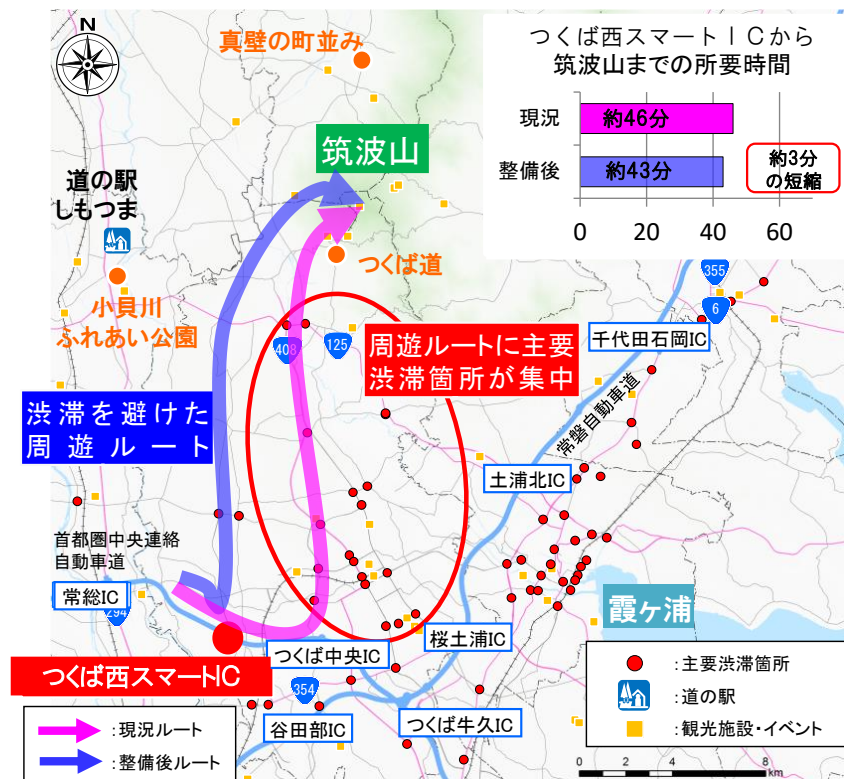 N
真壁の町並み
つくば西スマートＩＣから
筑波山までの所要時間
現況
約46分
整備後
約43分
約3分
の短縮
0 20 40 60
筑波山
道の駅
しもつま
つくば道
小貝川
ふれあい公園
355
6
千代田石岡IC
408
125
周遊ルートに主要
渋滞箇所が集中
常磐自動車道
渋滞を避けた
周遊ルート
土浦北IC
首都圏中央連絡
自動車道
常総IC
294
霞ヶ浦
桜土浦IC
つくば中央IC
つくば西スマートIC
354
谷田部IC
つくば牛久IC
:現況ルート
:整備後ルート
:主要渋滞箇所
:道の駅
:観光施設・イベント
0 2 4 8
km